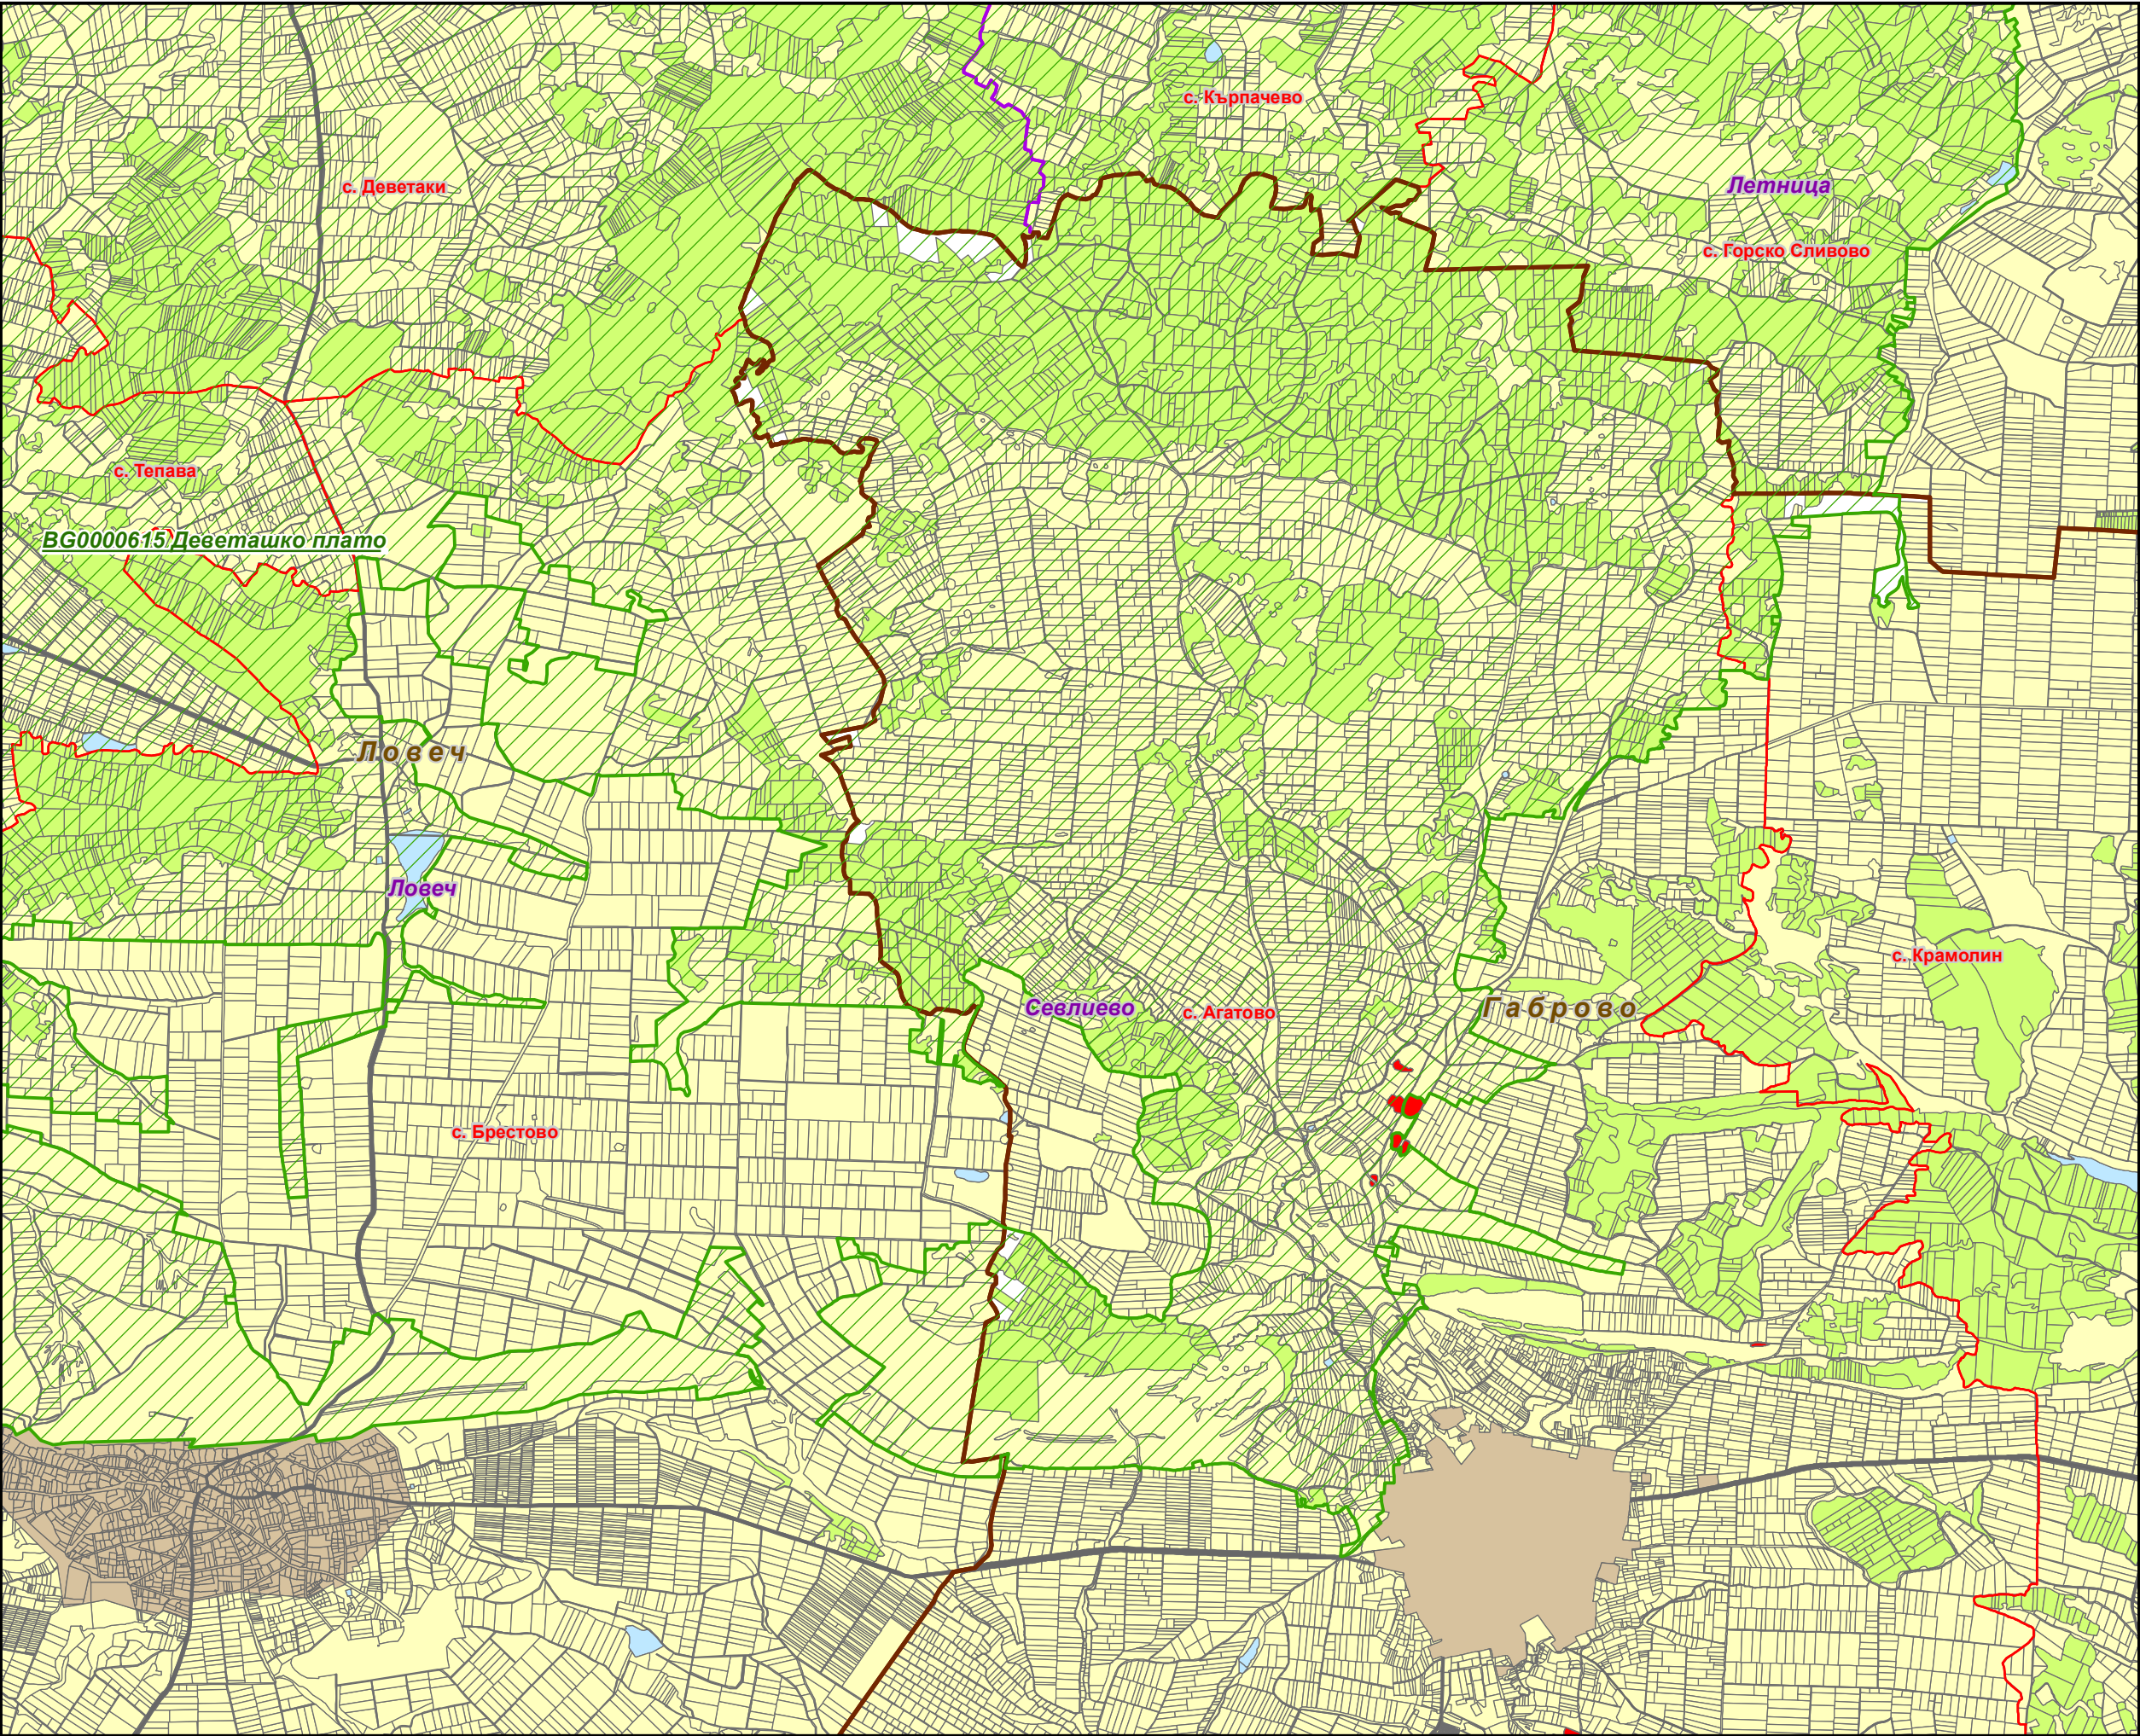 с. Кърпачево
с. Деветаки
Летница
с. Горско Сливово
с. Тепава
BG0000615 Деветашко плато
Ловеч
Ловеч
с. Крамолин
Севлиево
с. Агатово
Габрово
с. Брестово